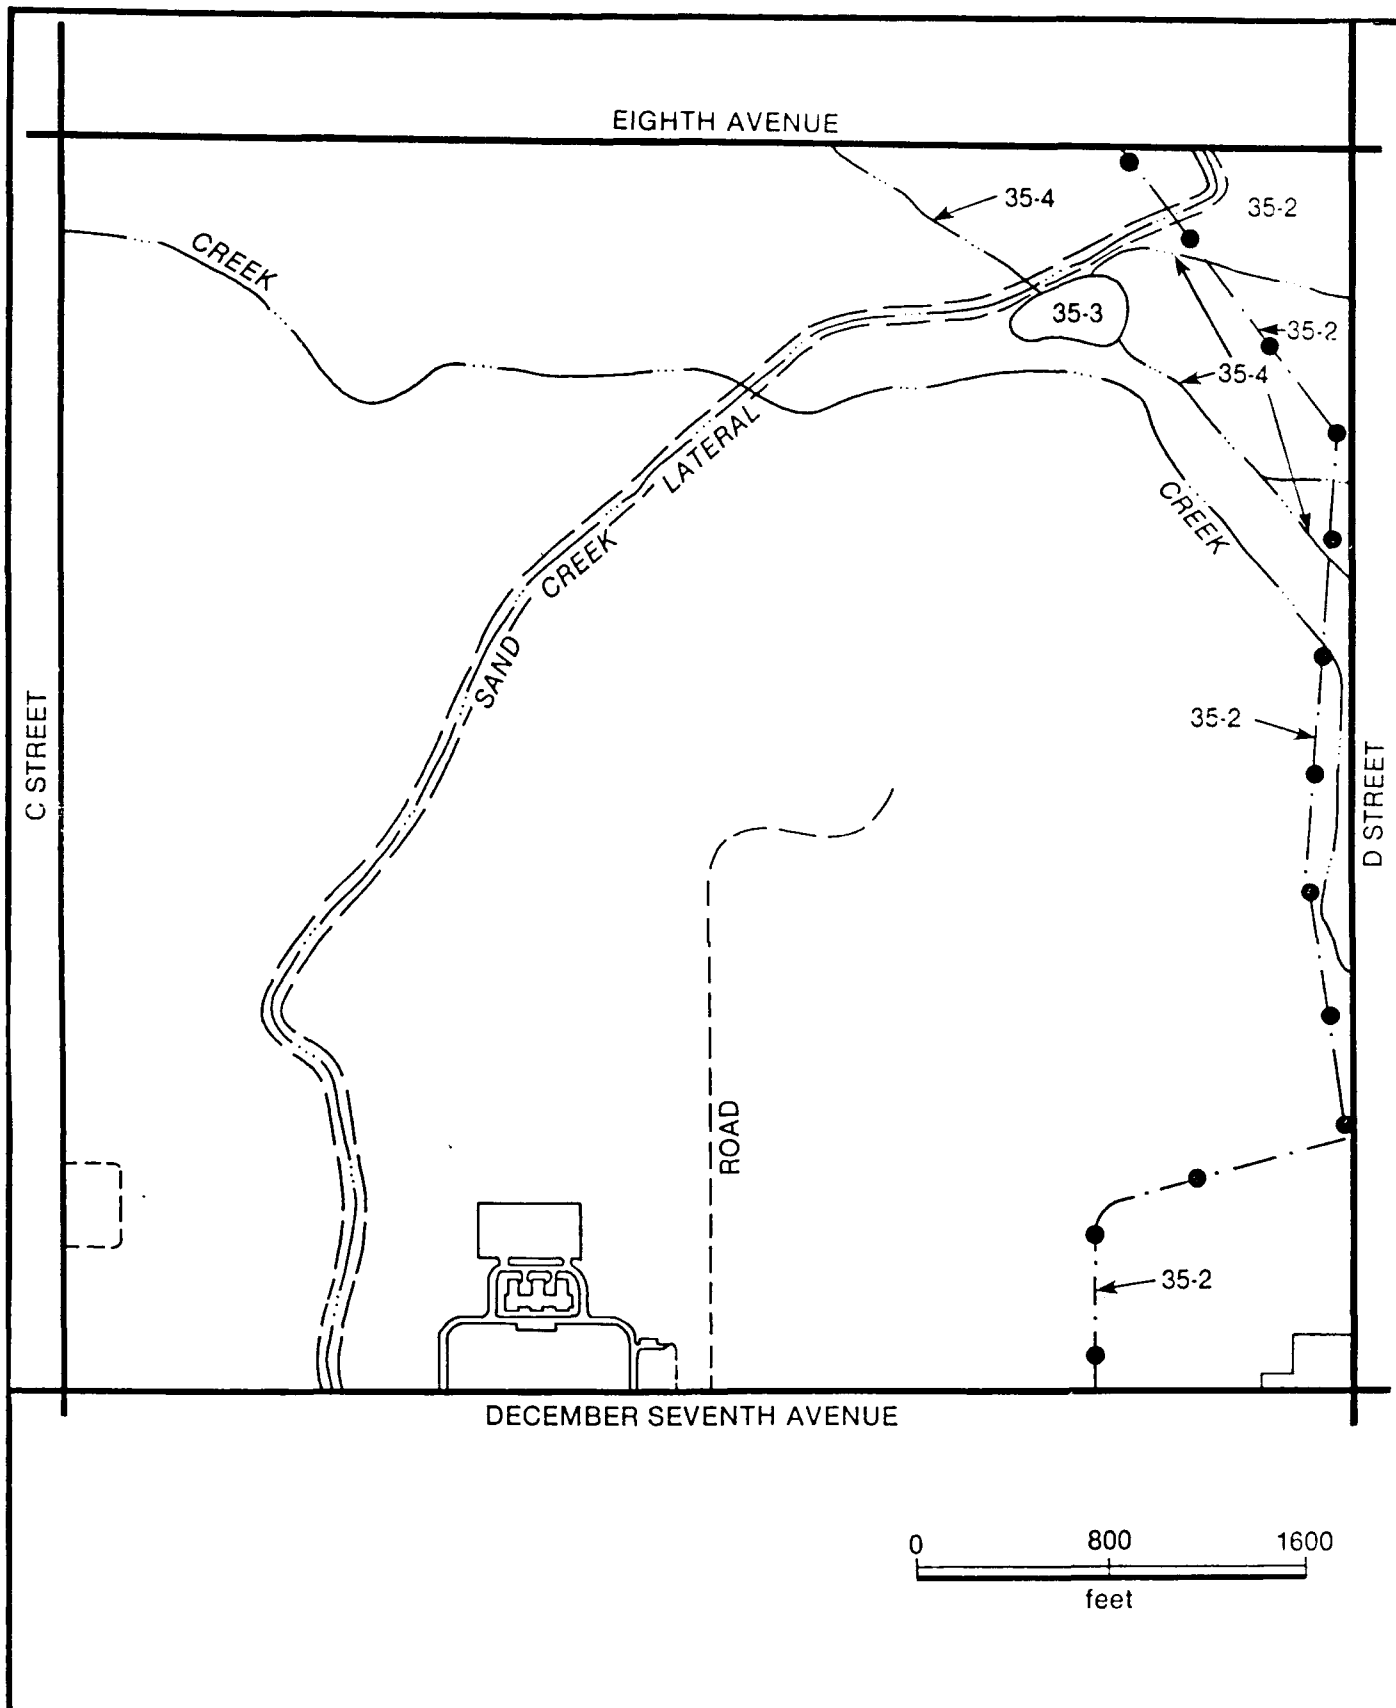 EIGHTH AVENUE
35-4
35-2
CREEK
35-3
35-2
35-4
SAND CREEK LATERAL
CREEK
35-2
C STREET
D STREET
ROAD
35-2
DECEMBER SEVENTH AVENUE
0 800 1600
feet